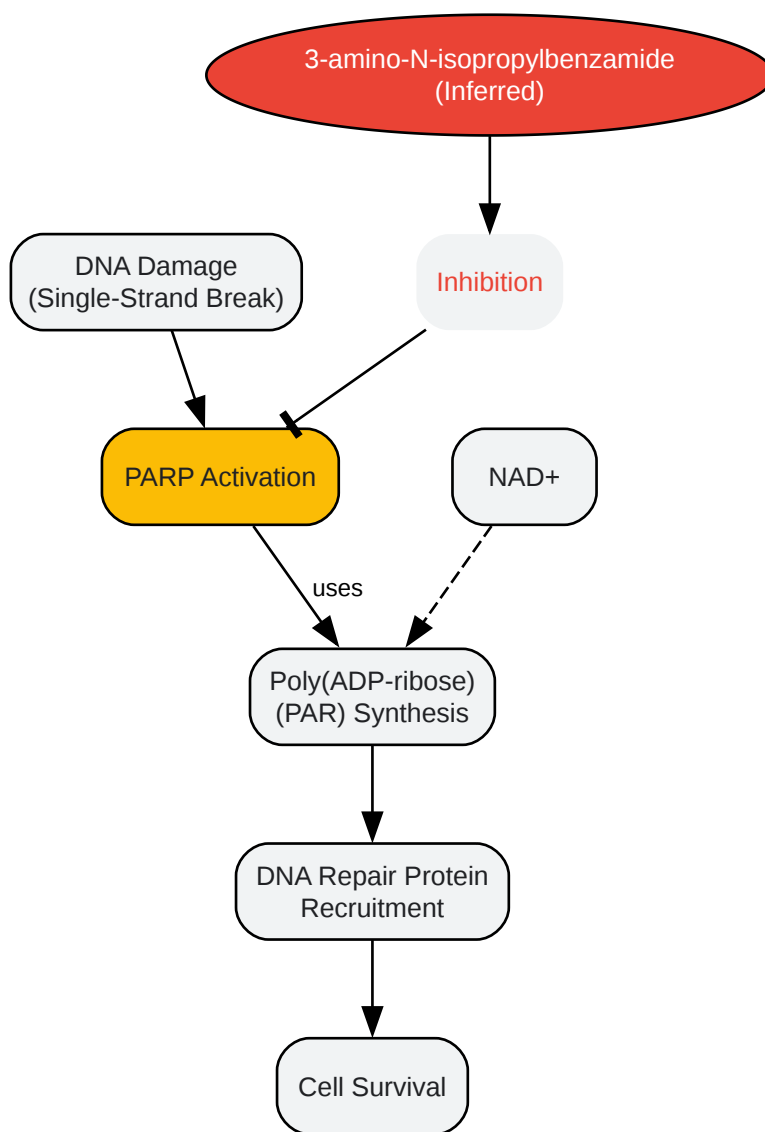 3-amino-N-isopropylbenzamide
(Inferred)
DNA Damage
(Single-Strand Break)
Inhibition
PARP Activation
NAD+
uses
Poly(ADP-ribose)
(PAR) Synthesis
DNA Repair Protein
Recruitment
Cell Survival